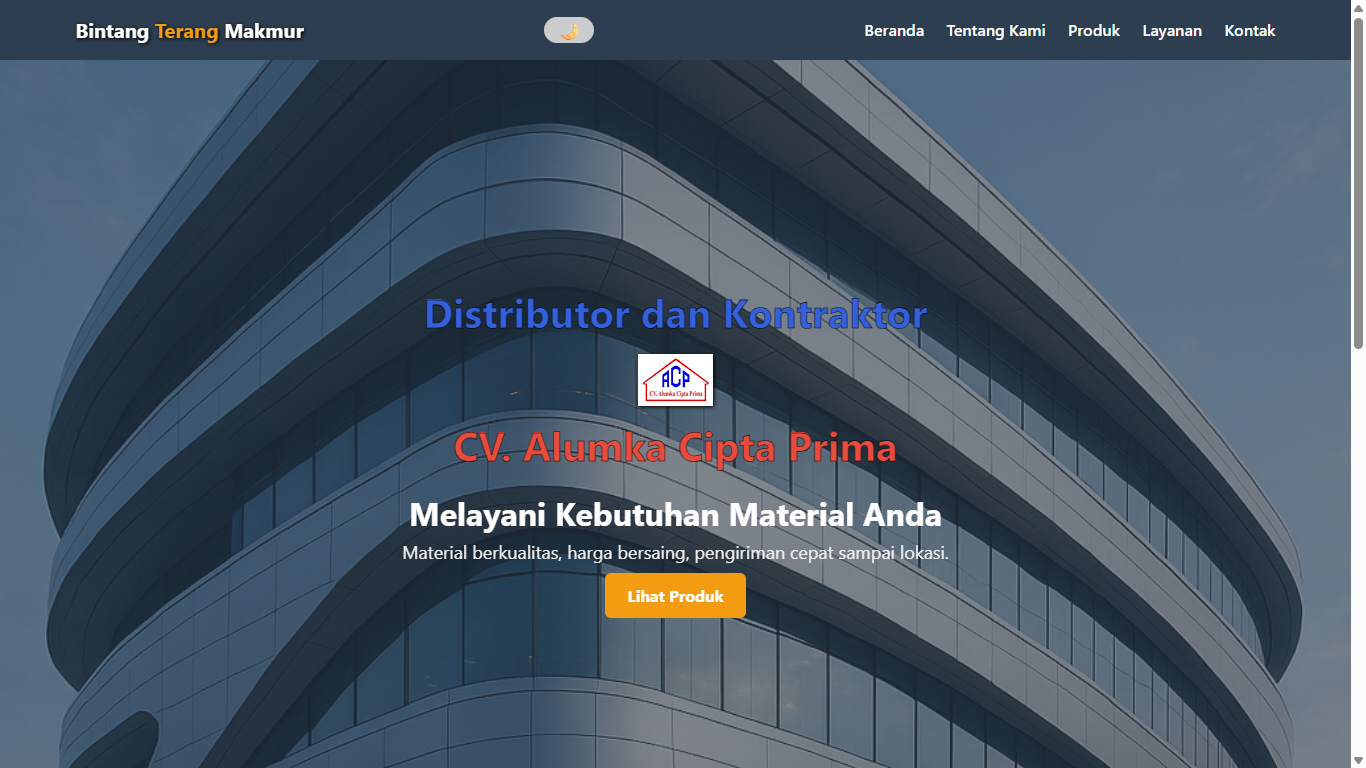 Bintang Terang Makmur
Beranda
Tentang Kami
Produk
Layanan
Kontak
Distributor dan Kontraktor
ACP
CV. Alumka Cipta Prima
CV. Alumka Cipta Prima
Melayani Kebutuhan Material Anda
Material berkualitas, harga bersaing, pengiriman cepat sampai lokasi.
Lihat Produk